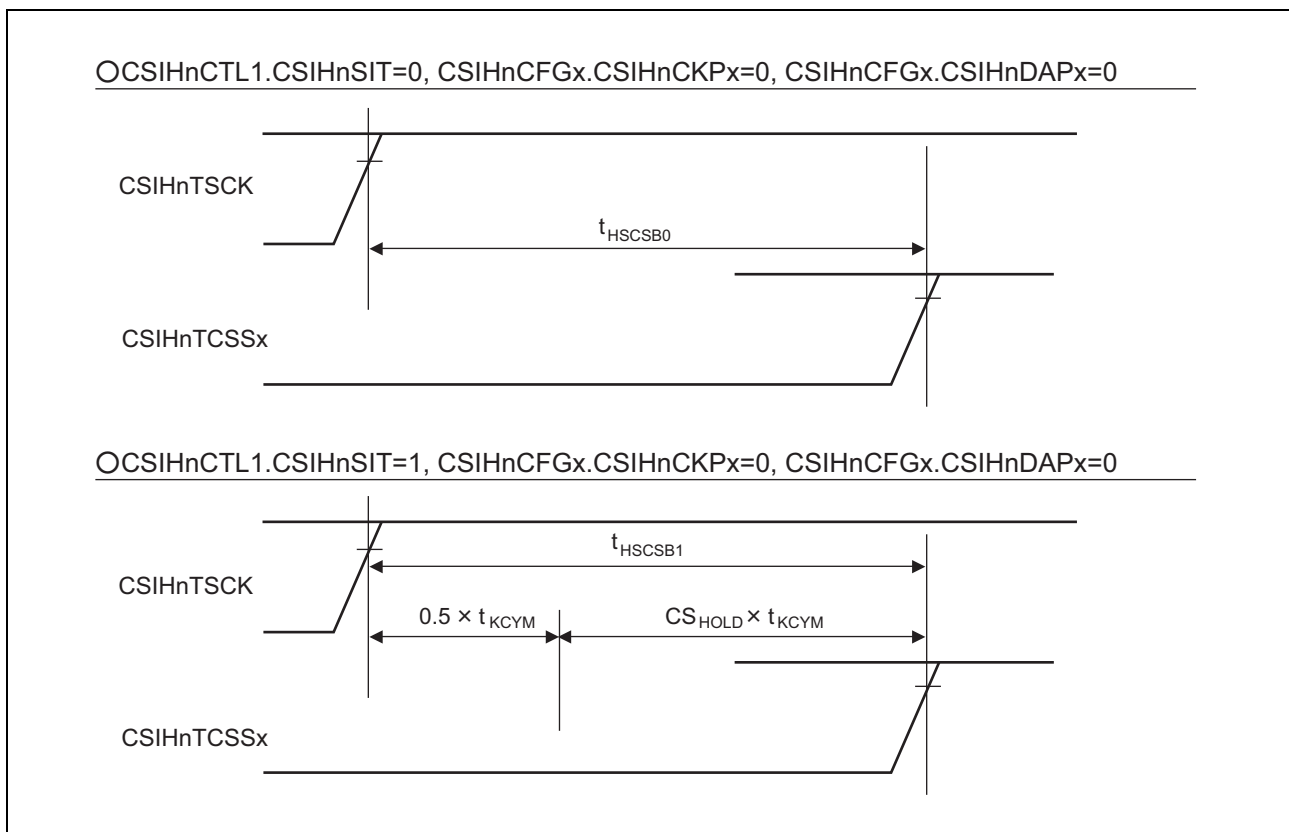 ○CSIHnCTL1.CSIHnSIT=0, CSIHnCFGx.CSIHnCKPx=0, CSIHnCFGx.CSIHnDAPx=0
CSIHnTSCK
tHSCSB0
CSIHnTCSSx
○CSIHnCTL1.CSIHnSIT=1, CSIHnCFGx.CSIHnCKPx=0, CSIHnCFGx.CSIHnDAPx=0
tHSCSB1
CSIHnTSCK
0.5 × tKCYM
CSHOLD × tKCYM
CSIHnTCSSx